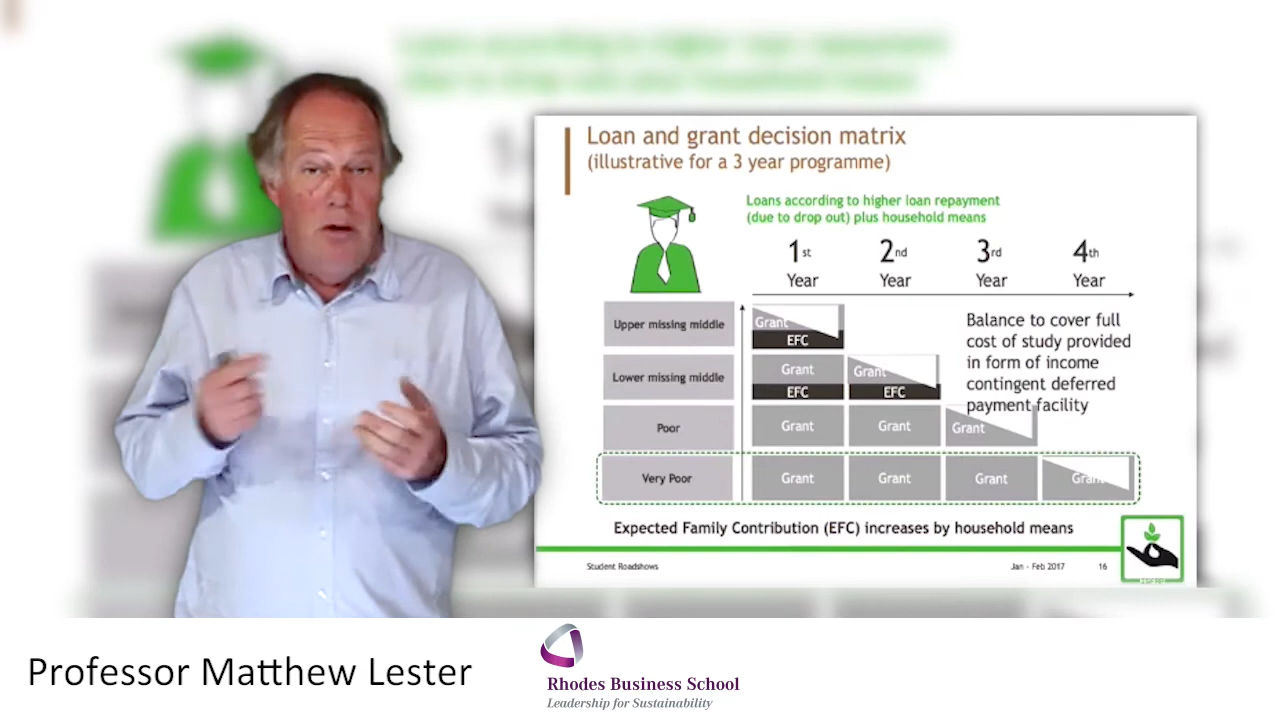 Loan and grant decision matrix
(illustrative for a 3 year programme)
Loans according to higher loan repayment
(due to drop out) plus household means
1st Year
2nd Year
3rd Year
4th Year
Upper missing middle
Grant
EFC
Lower missing middle
Grant
Grant
EFC
EFC
Balance to cover full
cost of study provided
in form of income
contingent deferred
payment facility
Poor
Grant
Grant
Grant
Very Poor
Grant
Grant
Grant
Grant
Expected Family Contribution (EFC) increases by household means
Student Roadshows
Jan - Feb 2017
16
ISFAP
Professor Matthew Lester
Rhodes Business School
Leadership for Sustainability